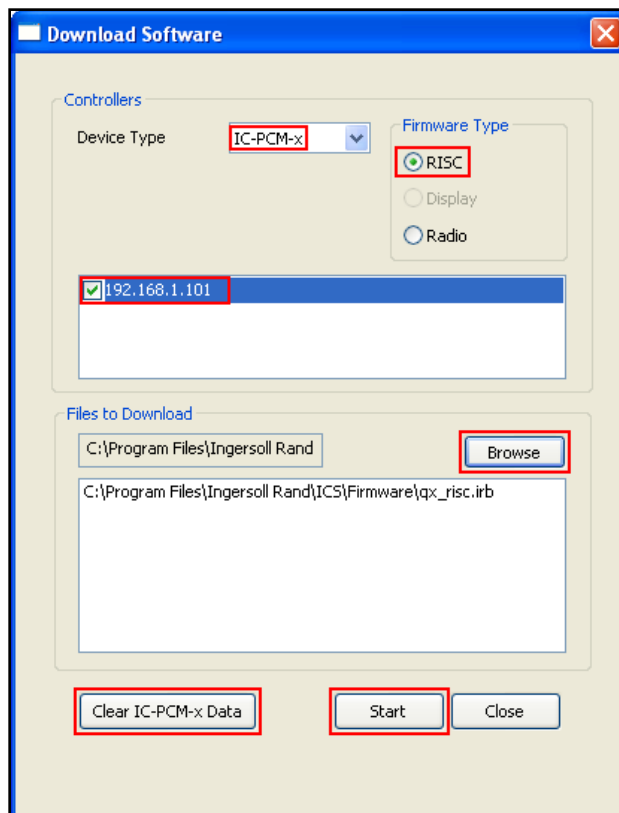 Download Software
Controllers
Device Type
IC-PCM-x
Firmware Type
RISC
Display
Radio
192.168.1.101
Files to Download
C:\Program Files\Ingersoll Rand
Browse
C:\Program Files\Ingersoll Rand\ICS\Firmware\qx_risc.irb
Clear IC-PCM-x Data
Start
Close